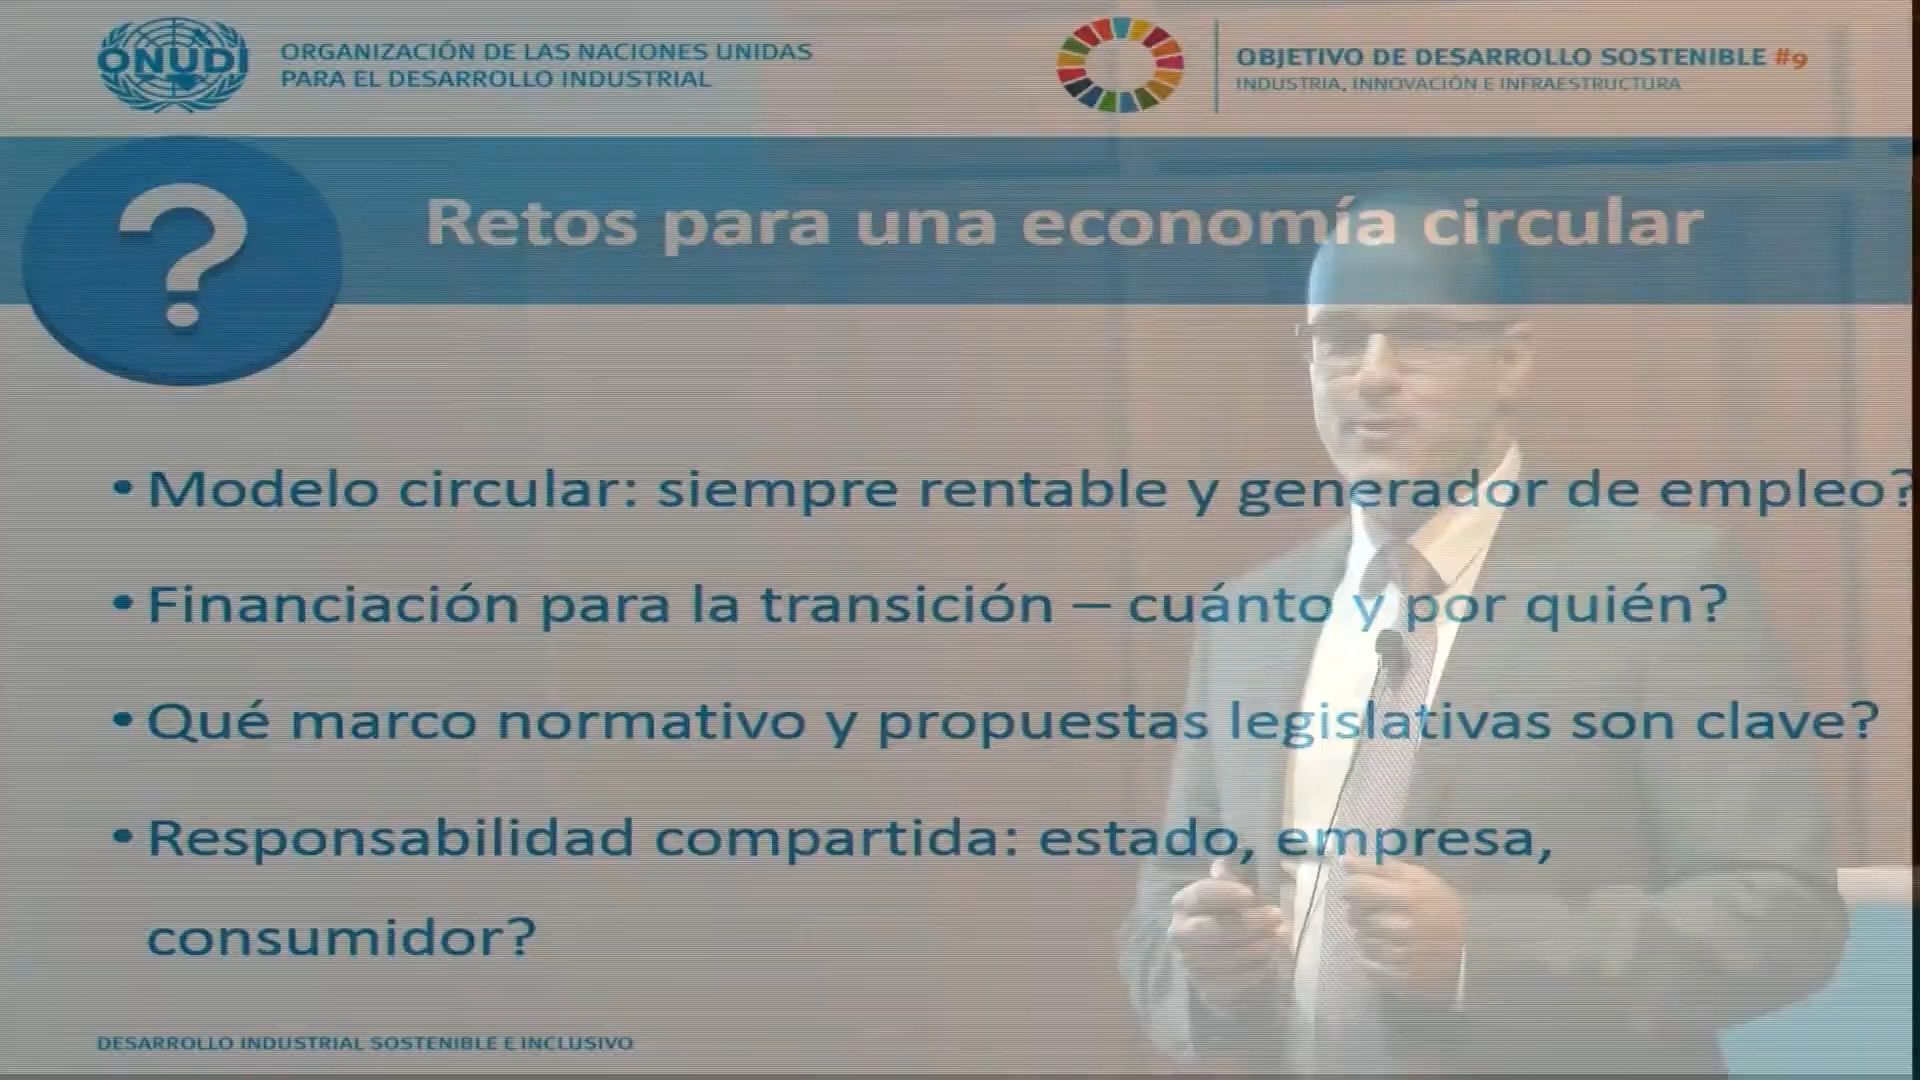 ONUDI
ORGANIZACIÓN DE LAS NACIONES UNIDAS
PARA EL DESARROLLO INDUSTRIAL
OBJETIVO DE DESARROLLO SOSTENIBLE #9
INDUSTRIA, INNOVACIÓN E INFRAESTRUCTURA
?
Retos para una economía circular
• Modelo circular: siempre rentable y generador de empleo?
• Financiación para la transición – cuánto y por quién?
• Qué marco normativo y propuestas legislativas son clave?
• Responsabilidad compartida: estado, empresa,
consumidor?
DESARROLLO INDUSTRIAL SOSTENIBLE E INCLUSIVO